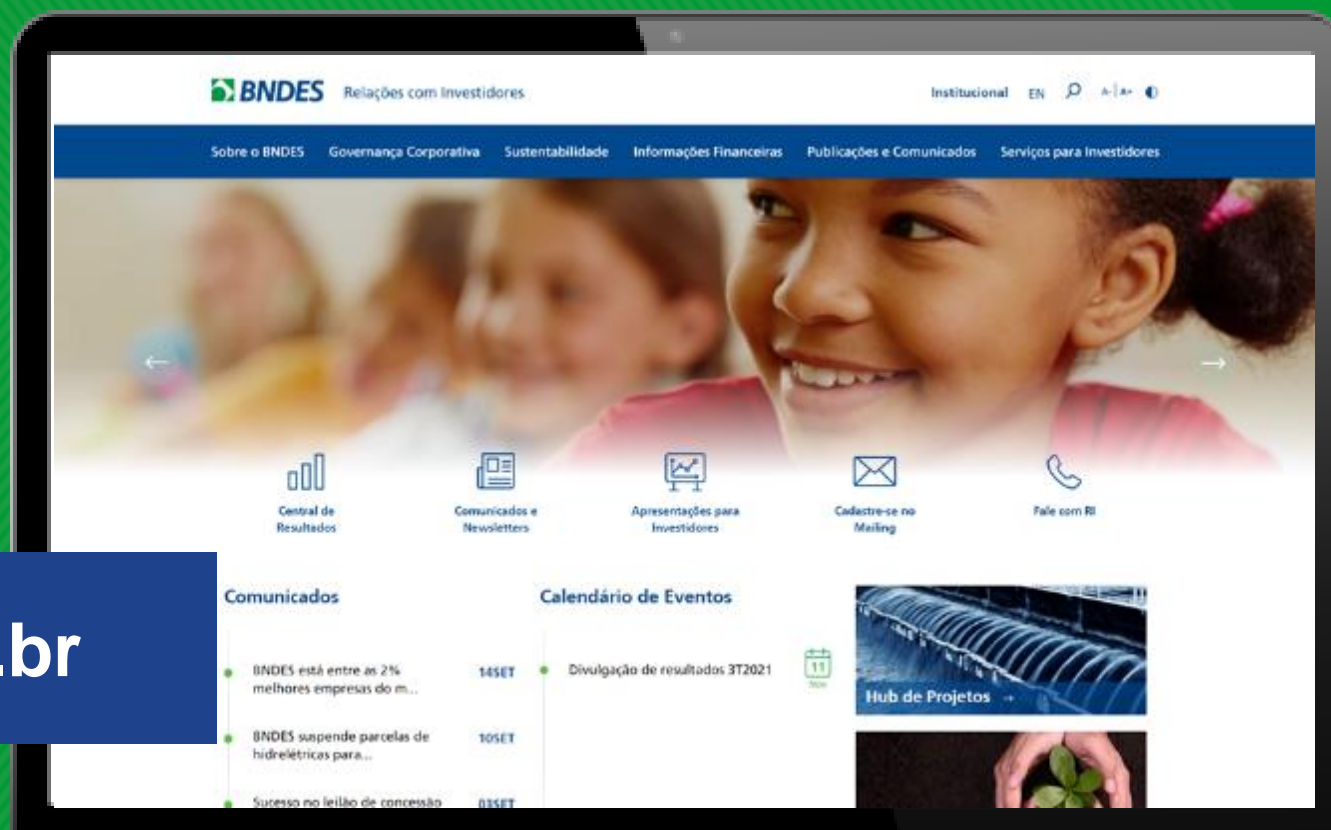 BNDES Relações com Investidores
Institucional EN A- | A+
Sobre o BNDES Governança Corporativa Sustentabilidade Informações Financeiras Publicações e Comunicados Serviços para Investidores
Central de
Resultados
Comunicados e
Newsletters
Apresentações para
Investidores
Cadastre-se no
Mailing
Fale com RI
.br
Comunicados
BNDES está entre as 2%
melhores empresas do m...
14SET
BNDES suspende parcelas de
hidrelétricas para...
10SET
Sucesso no leilão de concessão
03SET
Calendário de Eventos
Divulgação de resultados 3T2021
11
Nov
Hub de Projetos →